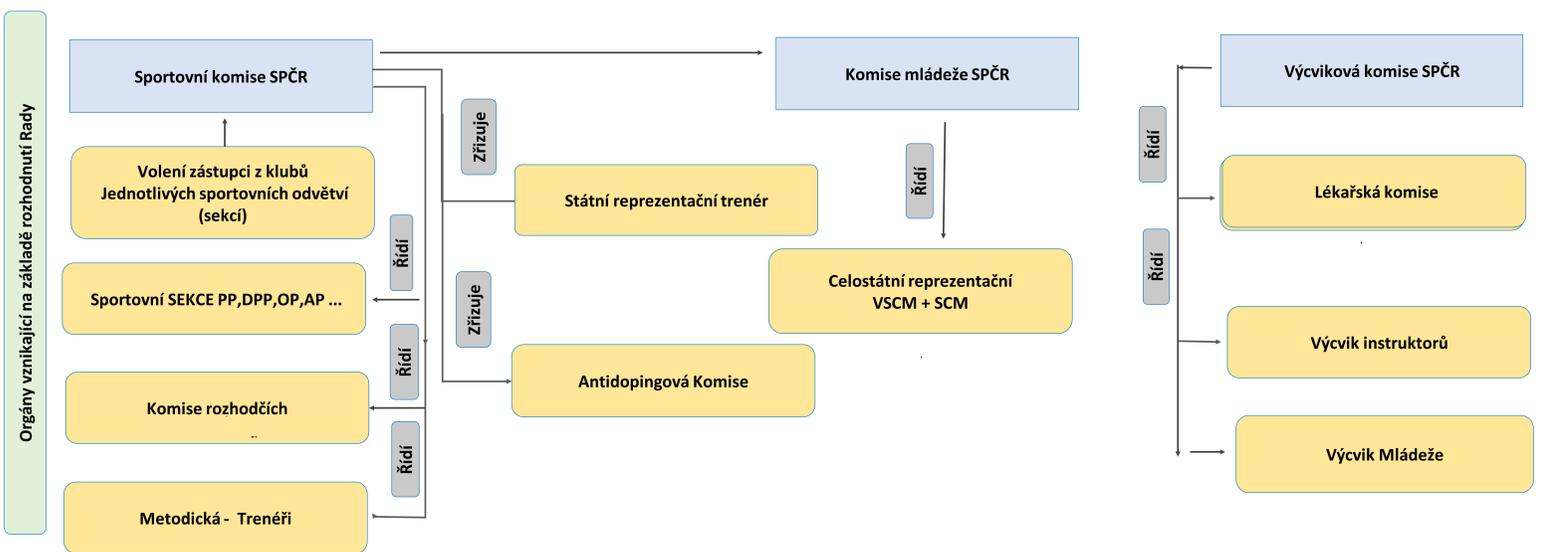 Orgány vznikající na základě rozhodnutí Rady
Sportovní komise SPČR
Volení zástupci z klubů
Jednotlivých sportovních odvětví
(sekcí)
Řídí
Sportovní SEKCE PP,DPP,OP,AP ...
Řídí
Komise rozhodčích
Řídí
Metodická - Trenéři
Zřizuje
Státní reprezentační trenér
Zřizuje
Antidopingová Komise
Komise mládeže SPČR
Řídí
Celostátní reprezentační
VSCM + SCM
Výcviková komise SPČR
Řídí
Lékařská komise
Řídí
Výcvik instruktorů
Výcvik Mládeže